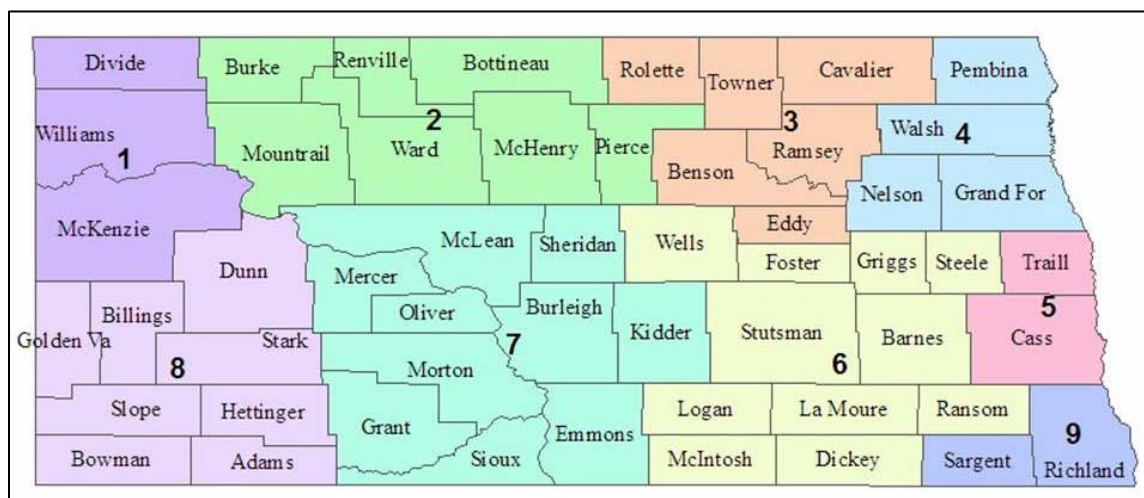 Divide
Burke
Renville
Bottineau
Rolette
Towner
Cavalier
Pembina
Williams
1
Mountrail
2
Ward
McHenry
Pierce
3
Benson
Ramsey
Walsh
4
Nelson
Grand For
McKenzie
Dunn
McLean
Sheridan
Wells
Eddy
Foster
Griggs
Steele
Traill
Mercer
Oliver
Burleigh
Kidder
Stutsman
Barnes
5
Cass
Golden Va
Billings
Stark
8
7
Morton
6
Slope
Hettinger
Grant
Emmons
Logan
La Moure
Ransom
9
Bowman
Adams
Sioux
McIntosh
Dickey
Sargent
Richland